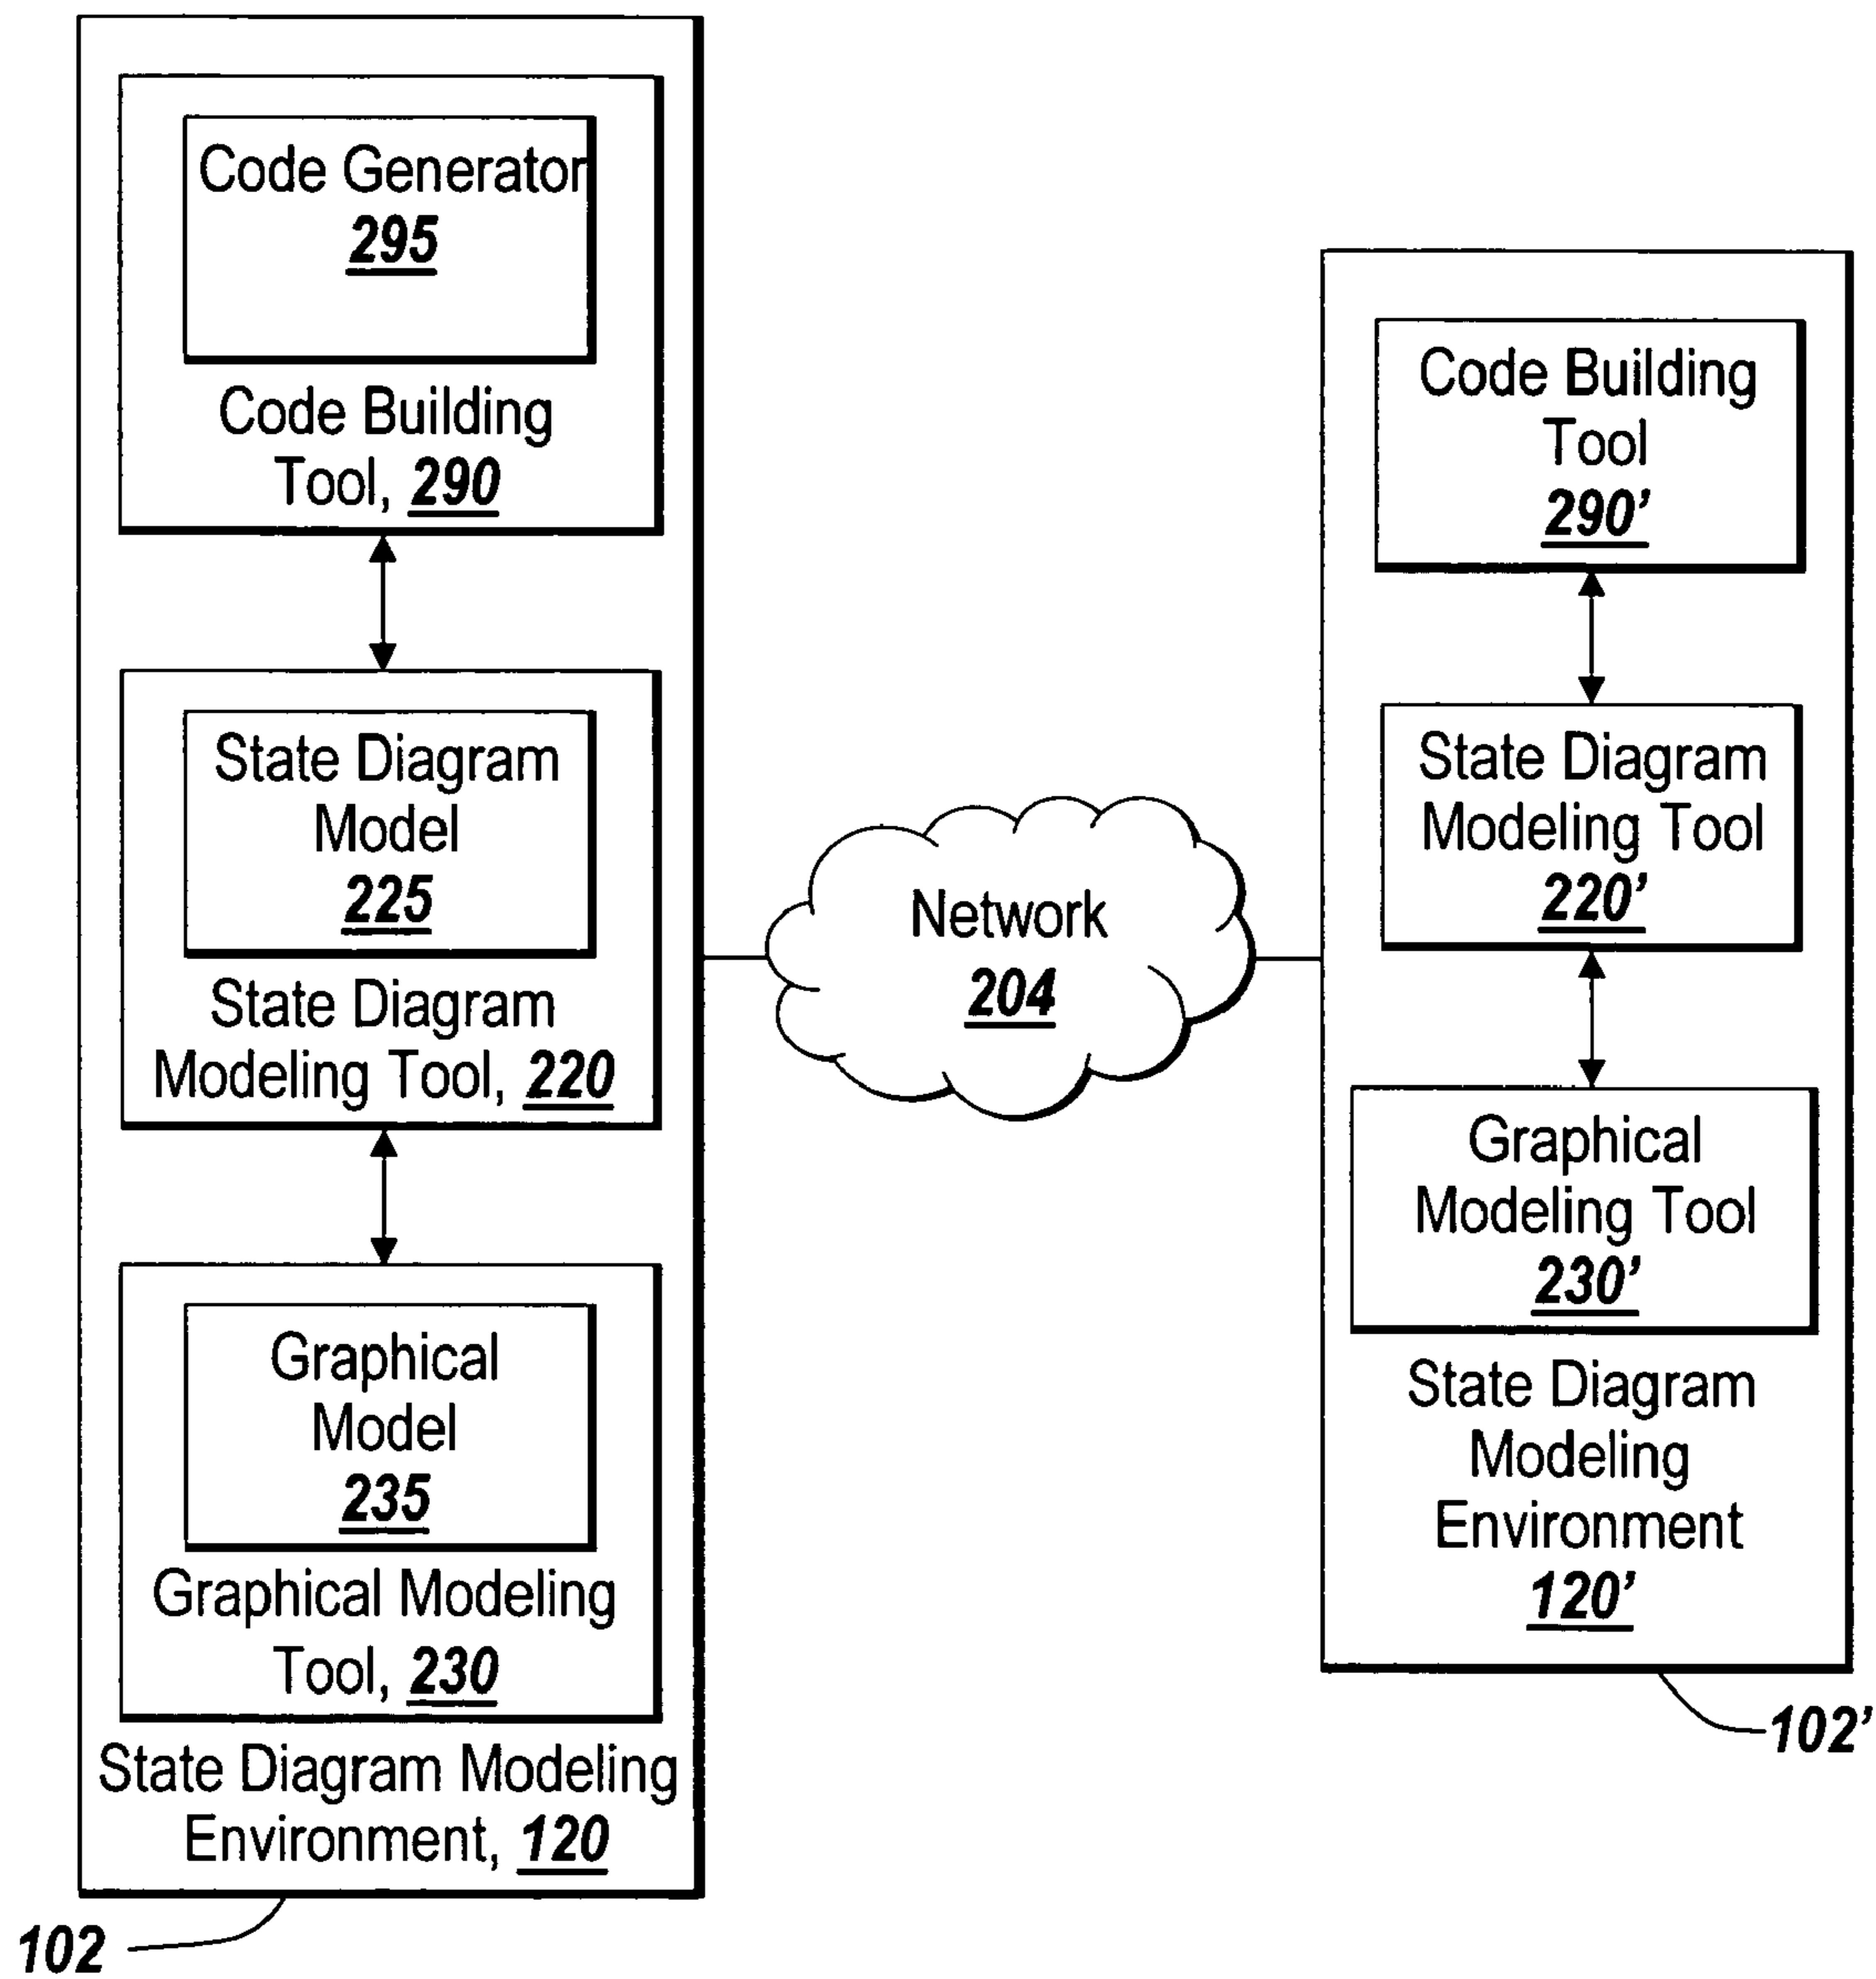 Code Generator
295
Code Building
Tool, 290
State Diagram
Model
225
State Diagram
Modeling Tool, 220
Graphical
Model
235
Graphical Modeling
Tool, 230
State Diagram Modeling
Environment, 120
102
Network
204
Code Building
Tool
290’
State Diagram
Modeling Tool
220’
Graphical
Modeling Tool
230’
State Diagram
Modeling
Environment
120’
102’